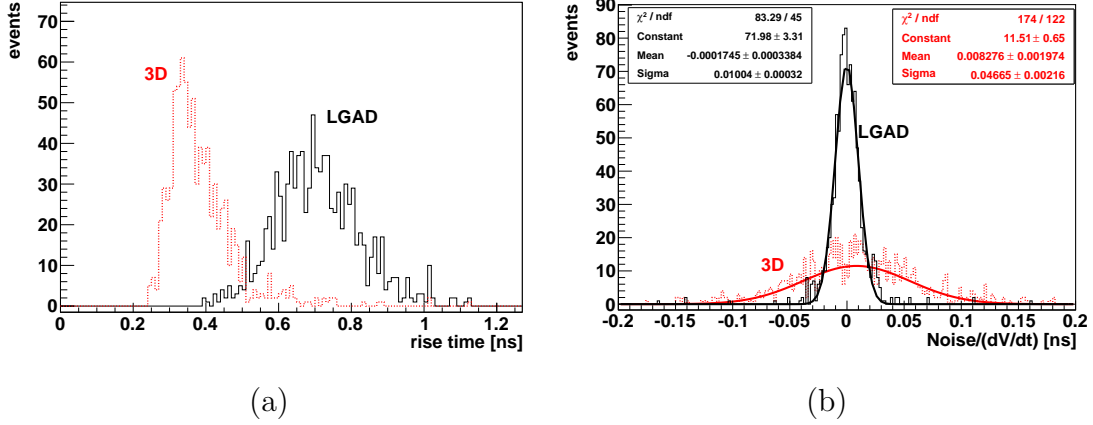 events
70
60
50
40
30
20
10
0
3D
LGAD
0 0.2 0.4 0.6 0.8 1 1.2
rise time [ns]
(a)
events
90
80
70
60
50
40
30
20
10
0
χ² / ndf 83.29 / 45
Constant 71.98 ± 3.31
Mean -0.0001745 ± 0.0003384
Sigma 0.01004 ± 0.00032
χ² / ndf 174 / 122
Constant 11.51 ± 0.65
Mean 0.008276 ± 0.001974
Sigma 0.04665 ± 0.00216
LGAD
3D
-0.2 -0.15 -0.1 -0.05 0 0.05 0.1 0.15 0.2
Noise/(dV/dt) [ns]
(b)